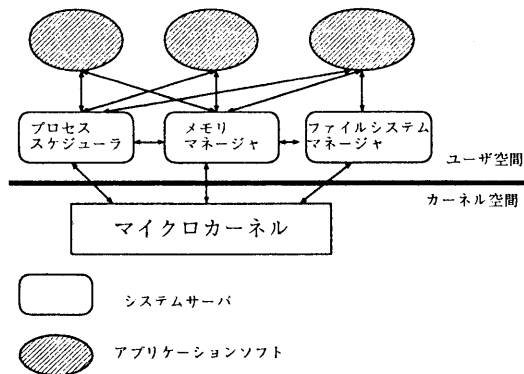 プロセス
スケジューラ
メモリ
マネージャ
ファイルシステム
マネージャ
ユーザ空間
カーネル空間
マイクロカーネル
システムサーバ
アプリケーションソフト